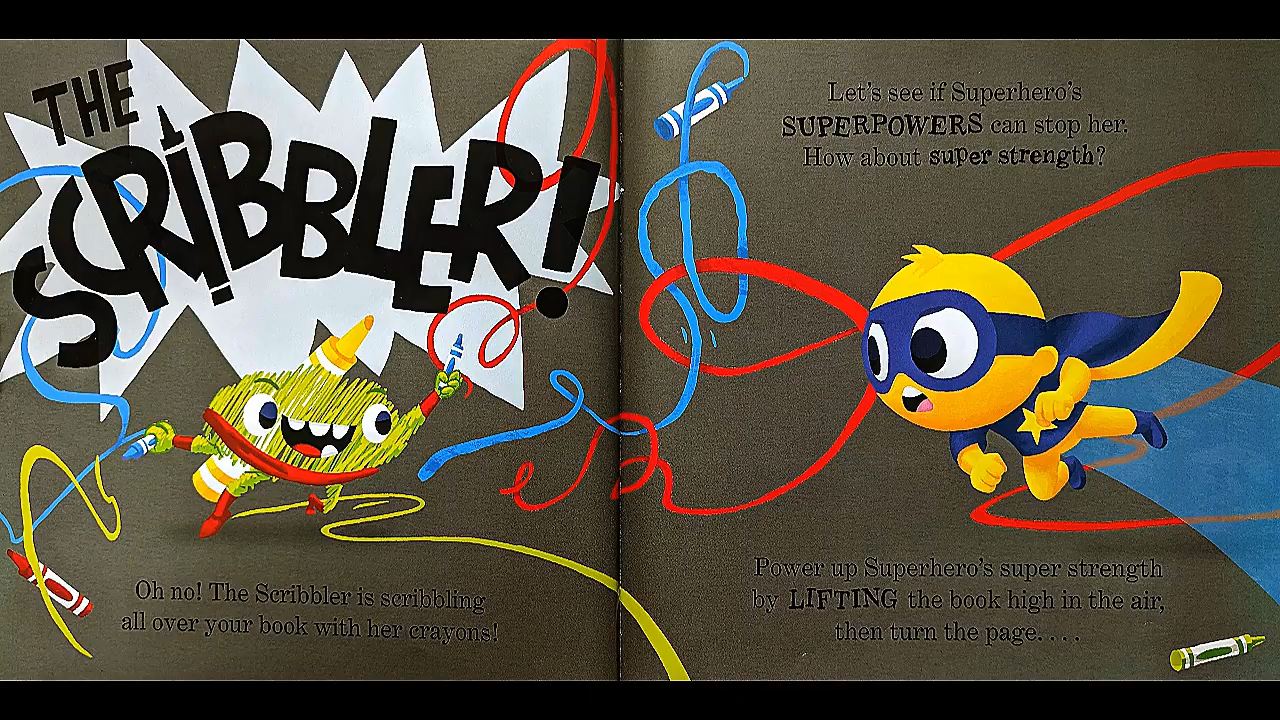 THE
SCRIBBLER!
Oh no! The Scribbler is scribbling
all over your book with her crayons!
Let's see if Superhero's
SUPERPOWERS can stop her.
How about super strength?
Power up Superhero's super strength
by LIFTING the book high in the air,
then turn the page. . . .